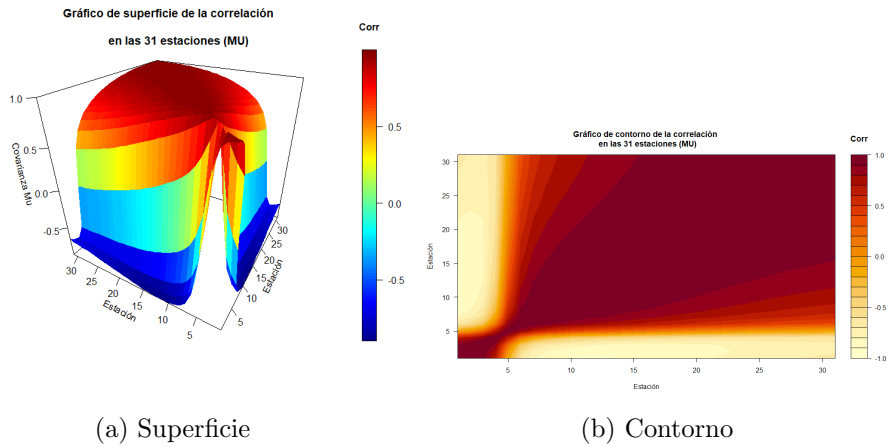 Gráfico de superficie de la correlación
en las 31 estaciones (MU)
Corr
1.0
0.5
0.0
-0.5
Covarianza Mu
30
25
20
15
10
5
Estación
5
10
15
20
25
30
Estación
0.5
0.0
-0.5
(a) Superficie
Gráfico de contorno de la correlación
en las 31 estaciones (MU)
Corr
30
25
20
15
10
5
Estación
5
10
15
20
25
30
Estación
1.0
0.5
0.0
-0.5
-1.0
(b) Contorno